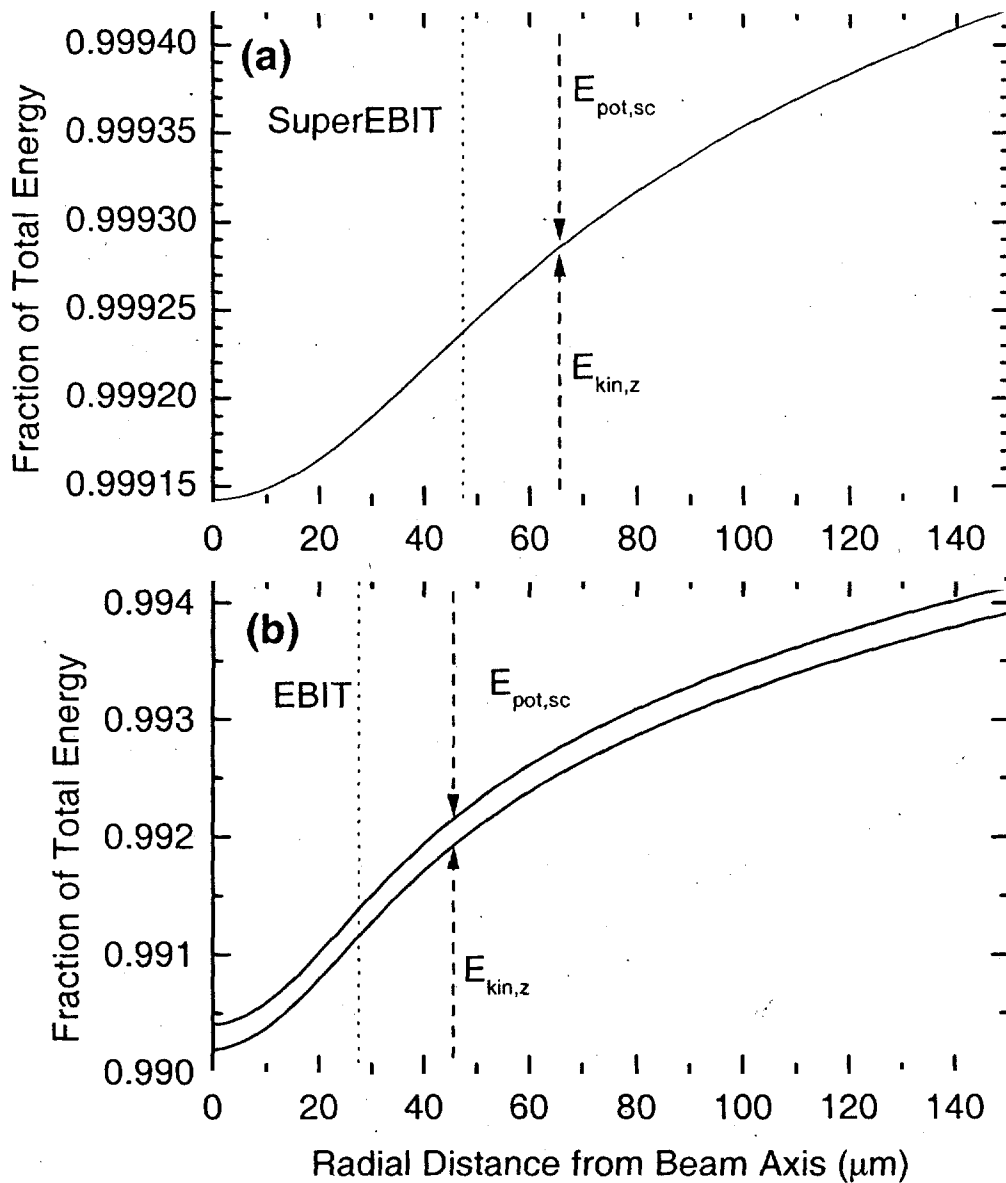 (a)
SuperEBIT
E_pot,sc
E_kin,z
Fraction of Total Energy
0.99940
0.99935
0.99930
0.99925
0.99920
0.99915
0 20 40 60 80 100 120 140
(b)
EBIT
E_pot,sc
E_kin,z
Fraction of Total Energy
0.994
0.993
0.992
0.991
0.990
0 20 40 60 80 100 120 140
Radial Distance from Beam Axis (μm)